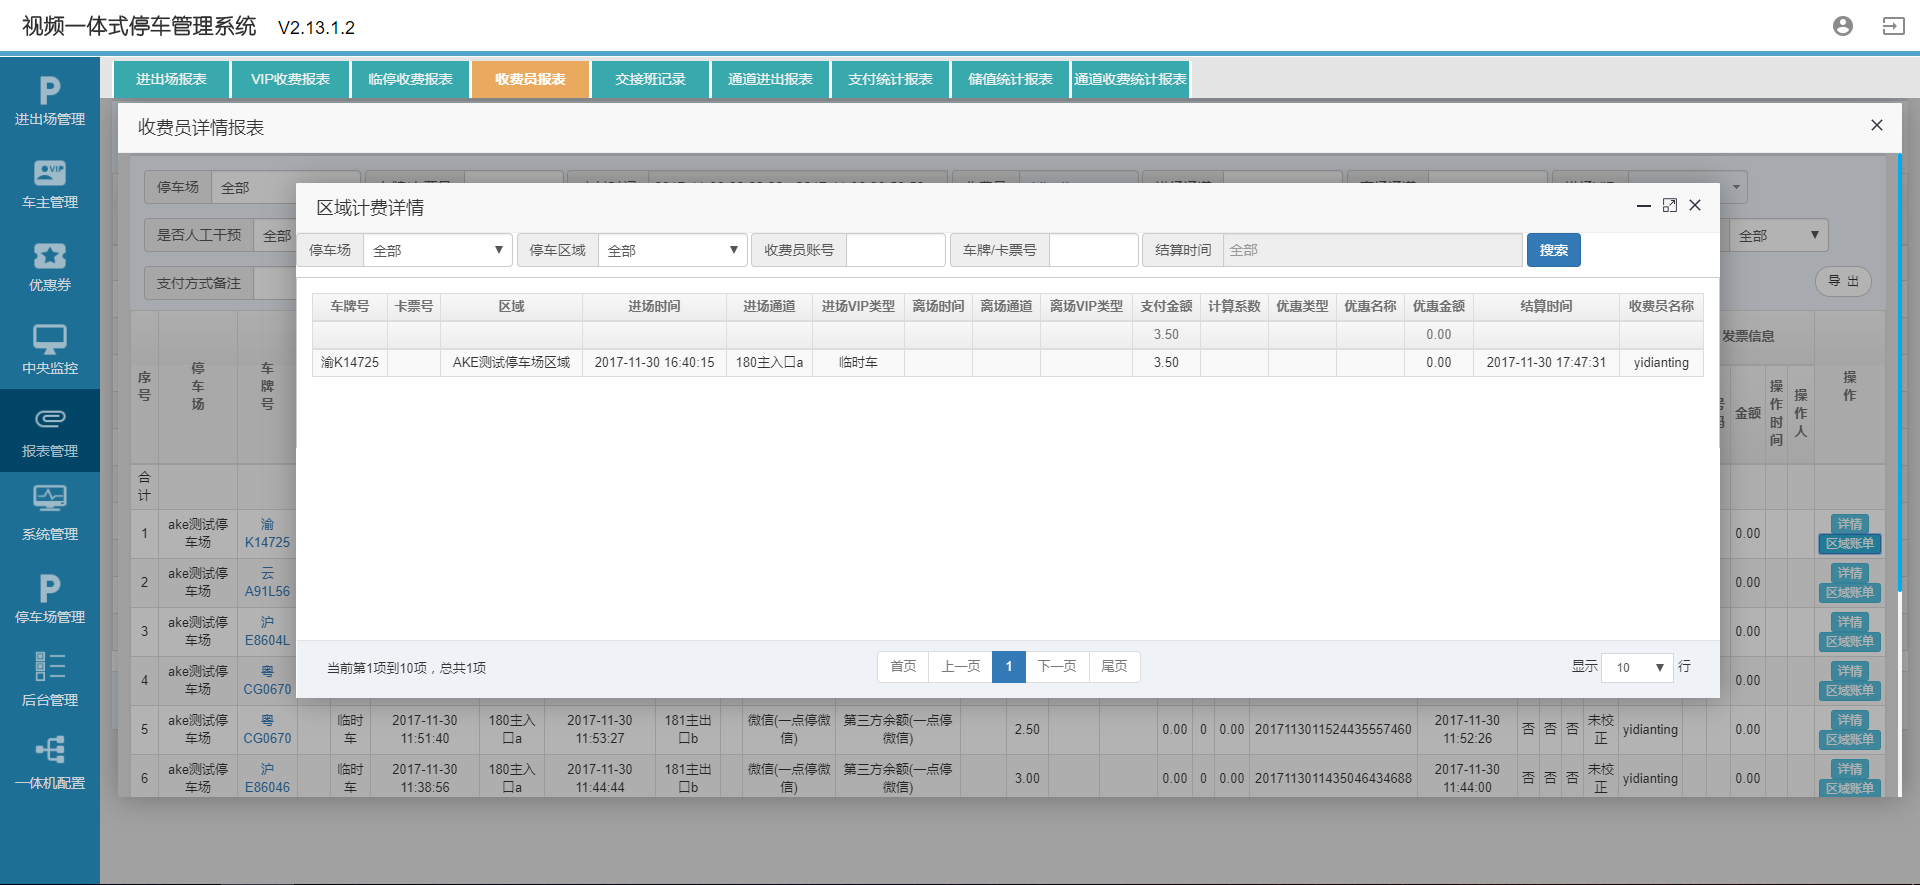 视频一体式停车管理系统 V2.13.1.2
进出场报表 VIP收费报表 临停收费报表 收费员报表 交接班记录 通道进出报表 支付统计报表 储值统计报表 通道收费统计报表
进出场管理
车主管理
优惠券
中央监控
报表管理
系统管理
停车场管理
后台管理
一体机配置
收费员详情报表
停车场 全部
是否人工干预 全部 全部
支付方式备注 导 出
区域计费详情
停车场 全部 停车区域 全部 收费员账号 车牌/卡票号 结算时间 全部 搜索
车牌号 卡票号 区域 进场时间 进场通道 进场VIP类型 离场时间 离场通道 离场VIP类型 支付金额 计算系数 优惠类型 优惠名称 优惠金额 结算时间 收费员名称
3.50 0.00
渝K14725 AKE测试停车场区域 2017-11-30 16:40:15 180主入口a 临时车 3.50 0.00 2017-11-30 17:47:31 yidianting
当前第1项到10项，总共1项 首页 上一页 1 下一页 尾页 显示 10 行
序号 停车场 车牌号 发票信息 金额 操作时间 操作人 操作
合计
1 ake测试停车场 渝K14725 0.00 详情 区域账单
2 ake测试停车场 云A91L56 0.00 详情 区域账单
3 ake测试停车场 沪E8604L 0.00 详情 区域账单
4 ake测试停车场 粤CG0670 0.00 详情 区域账单
5 ake测试停车场 粤CG0670 临时车 2017-11-30 11:51:40 180主入口a 2017-11-30 11:53:27 181主出口b 微信(一点停微信) 第三方余额(一点停微信) 2.50 0.00 0 0.00 2017113011524435557460 2017-11-30 11:52:26 否 否 否 未校正 yidianting 0.00 详情 区域账单
6 ake测试停车场 沪E86046 临时车 2017-11-30 11:38:56 180主入口a 2017-11-30 11:44:44 181主出口b 微信(一点停微信) 第三方余额(一点停微信) 3.00 0.00 0 0.00 2017113011435046434688 2017-11-30 11:44:00 否 否 否 未校正 yidianting 0.00 详情 区域账单